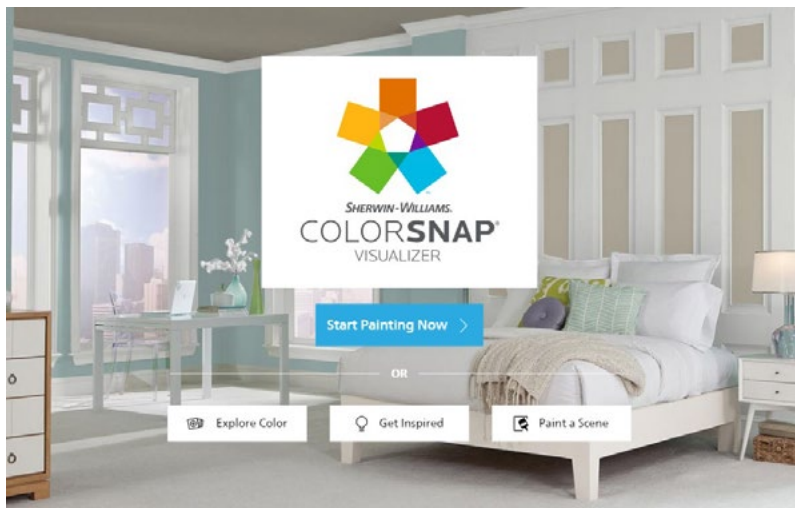 SHERWIN-WILLIAMS.
COLORSNAP®
VISUALIZER
Start Painting Now
OR
Explore Color
Get Inspired
Paint a Scene